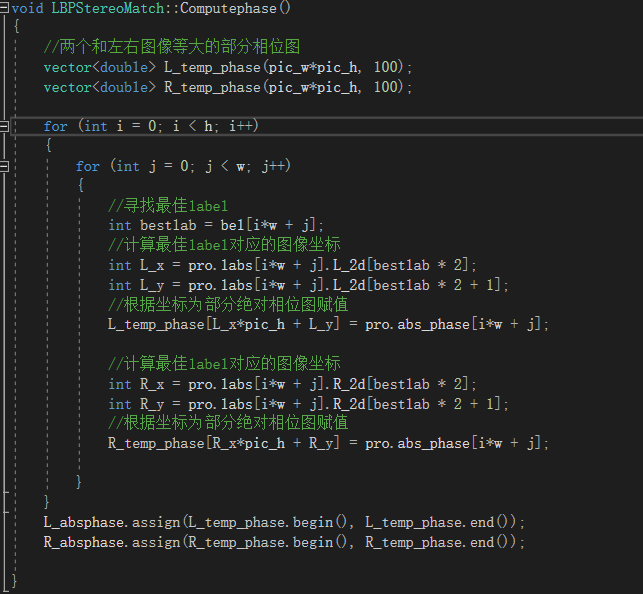 void LBPStereoMatch::Computephase()
{
//两个和左右图像等大的部分相位图
vector<double> L_temp_phase(pic_w*pic_h, 100);
vector<double> R_temp_phase(pic_w*pic_h, 100);
for (int i = 0; i < h; i++)
{
for (int j = 0; j < w; j++)
{
//寻找最佳label
int bestlab = bel[i*w + j];
//计算最佳label对应的图像坐标
int L_x = pro.labs[i*w + j].L_2d[bestlab * 2];
int L_y = pro.labs[i*w + j].L_2d[bestlab * 2 + 1];
//根据坐标为部分绝对相位图赋值
L_temp_phase[L_x*pic_h + L_y] = pro.abs_phase[i*w + j];
//计算最佳label对应的图像坐标
int R_x = pro.labs[i*w + j].R_2d[bestlab * 2];
int R_y = pro.labs[i*w + j].R_2d[bestlab * 2 + 1];
//根据坐标为部分绝对相位图赋值
R_temp_phase[R_x*pic_h + R_y] = pro.abs_phase[i*w + j];
}
}
L_absphase.assign(L_temp_phase.begin(), L_temp_phase.end());
R_absphase.assign(R_temp_phase.begin(), R_temp_phase.end());
}